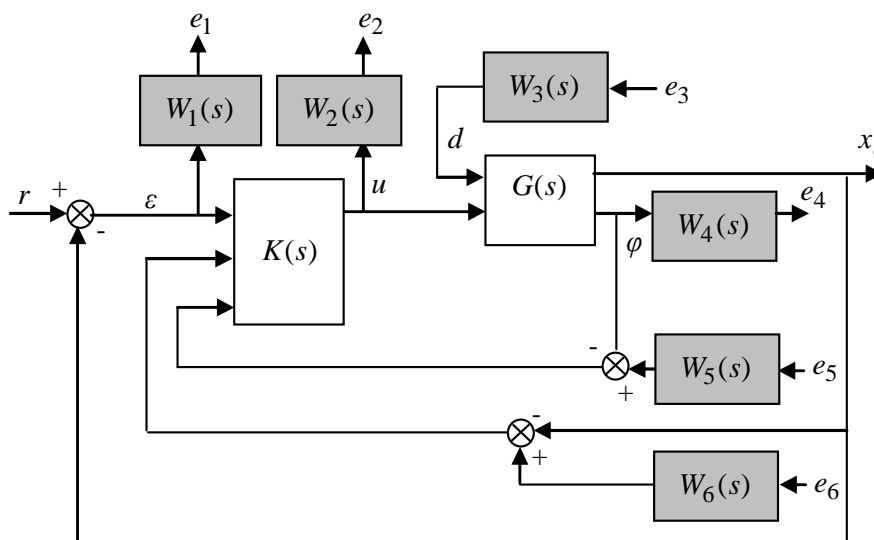 e1
e2
W1(s)
W2(s)
W3(s)
e3
d
x
r
+
-
ε
u
G(s)
e4
K(s)
φ
W4(s)
-
+
W5(s)
e5
-
+
W6(s)
e6